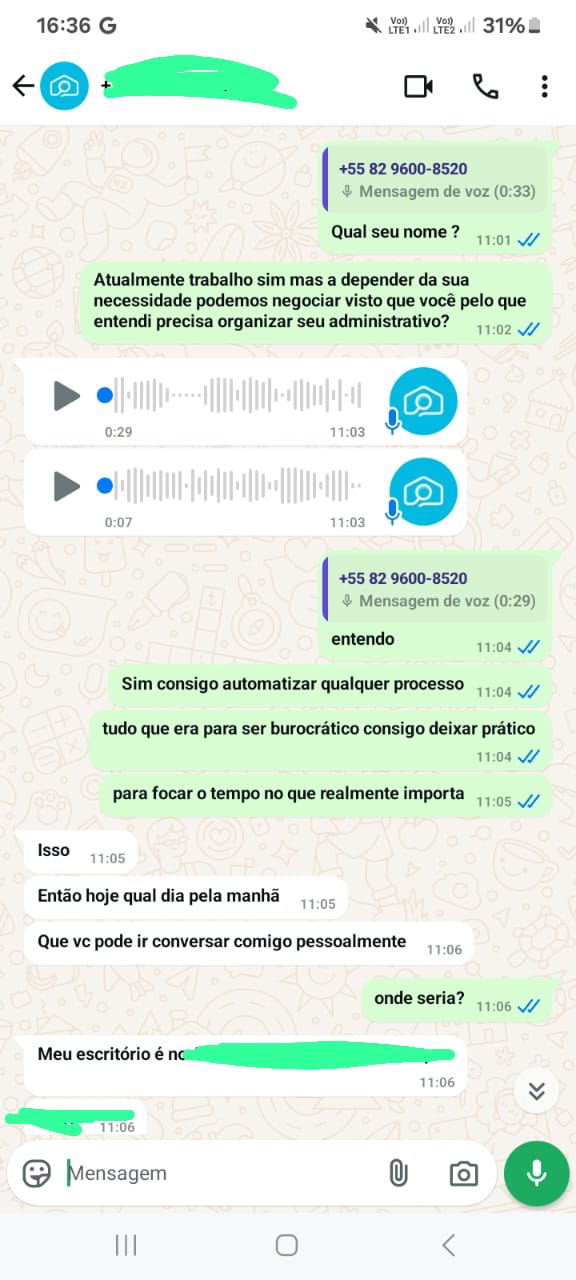 16:36 G Vo)) LTE1 Vo)) LTE2 31%
+
+55 82 9600-8520
Mensagem de voz (0:33)
Qual seu nome ? 11:01
Atualmente trabalho sim mas a depender da sua
necessidade podemos negociar visto que você pelo que
entendi precisa organizar seu administrativo? 11:02
0:29 11:03
0:07 11:03
+55 82 9600-8520
Mensagem de voz (0:29)
entendo 11:04
Sim consigo automatizar qualquer processo 11:04
tudo que era para ser burocrático consigo deixar prático
11:04
para focar o tempo no que realmente importa 11:05
Isso 11:05
Então hoje qual dia pela manhã 11:05
Que vc pode ir conversar comigo pessoalmente 11:06
onde seria? 11:06
Meu escritório é no
11:06
11:06
Mensagem